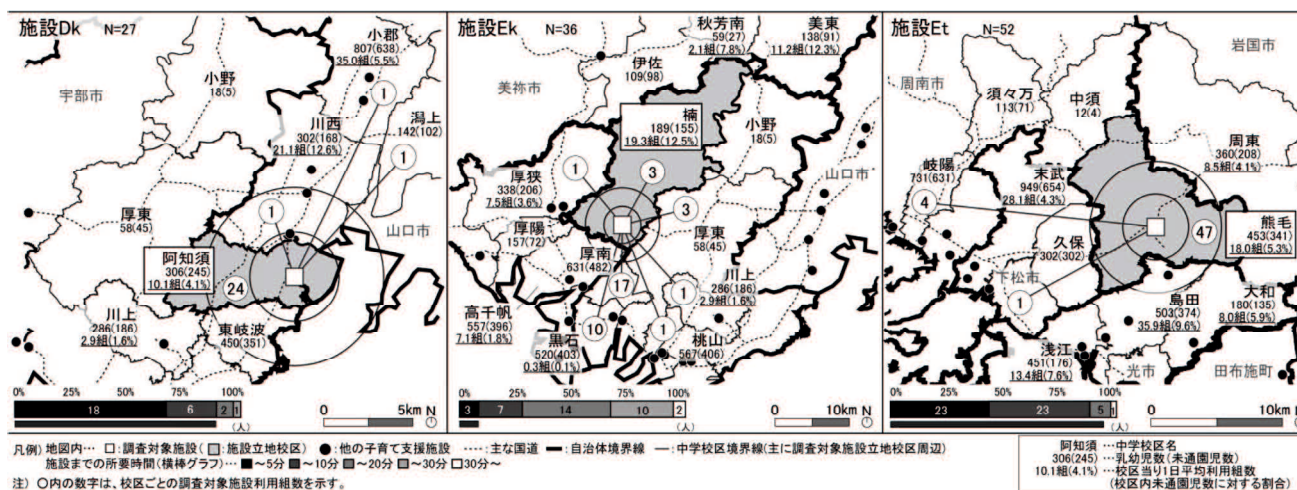 施設Dk N=27
小郡
807(638)
35.0組(5.5%)
小野
18(5)
宇部市
1
潟上
142(102)
川西
302(168)
21.1組(12.6%)
1
1
厚東
58(45)
山口市
阿知須
306(245)
10.1組(4.1%)
24
川上
286(186)
2.9組(1.6%)
東岐波
450(351)
0% 25% 50% 75% 100%
18 6 2 1
(人)
0 5km N
施設Ek N=36
秋芳南
59(27)
2.1組(7.8%)
美東
138(91)
11.2組(12.3%)
伊佐
109(98)
美祢市
楠
189(155)
19.3組(12.5%)
小野
18(5)
1
3
厚狭
338(206)
7.5組(3.6%)
山口市
3
厚陽
157(72)
厚東
58(45)
厚南
631(482)
川上
286(186)
2.9組(1.6%)
17
1
高千帆
557(396)
7.1組(1.8%)
10
1
黒石
520(403)
0.3組(0.1%)
桃山
567(406)
0% 25% 50% 75% 100%
3 7 14 10 2
(人)
0 10km N
施設Et N=52
岩国市
周南市
須々万
113(71)
中須
12(4)
周東
360(208)
8.5組(4.1%)
岐陽
731(631)
末武
949(654)
28.1組(4.3%)
4
47
熊毛
453(341)
18.0組(5.3%)
久保
302(302)
下松市
1
島田
503(374)
35.9組(9.6%)
大和
180(135)
8.0組(5.9%)
浅江
451(176)
13.4組(7.6%)
光市
田布施町
0% 25% 50% 75% 100%
23 23 5 1
(人)
0 10km N
凡例) 地図内… □:調査対象施設(□:施設立地校区) ●:他の子育て支援施設 ……:主な国道 ―:自治体境界線 ―:中学校区境界線(主に調査対象施設立地校区周辺)
施設までの所要時間(横棒グラフ)… ■~5分 ■~10分 ■~20分 ■~30分 □30分~
注) ○内の数字は、校区ごとの調査対象施設利用組数を示す。
阿知須 …中学校区名
306(245) …乳幼児数(未通園児数)
10.1組(4.1%) …校区当り1日平均利用組数
(校区内未通園児数に対する割合)